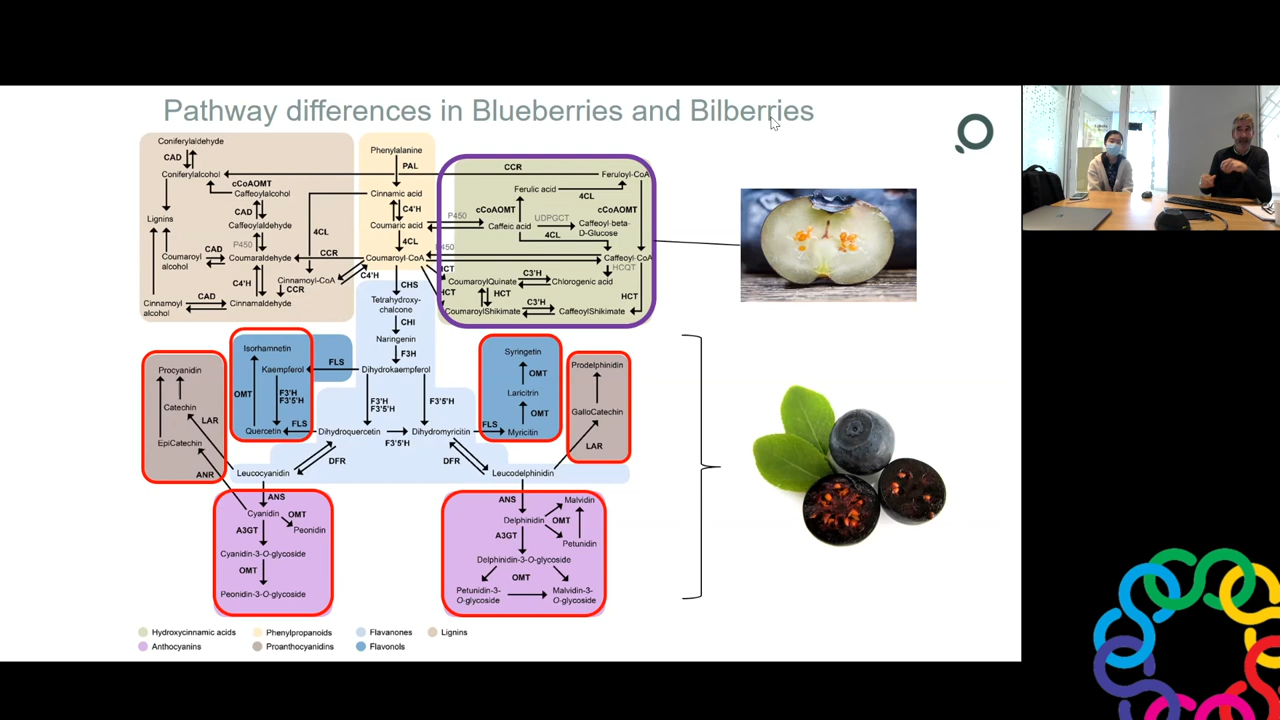 Pathway differences in Blueberries and Bilberries
Coniferylaldehyde
CAD
Coniferylalcohol
cCoAOMT
Caffeoylalcohol
CAD
Caffeylaldehyde
Lignins
P450
CAD
Coumaroyl
alcohol
Coumaraldehyde
CCR
4CL
C4'H
Cinnamoyl-CoA
C4'H
CCR
CAD
Cinnamoyl
alcohol
Cinnamaldehyde
Phenylalanine
PAL
Cinnamic acid
C4'H
Coumaric acid
4CL
Coumaroyl-CoA
CHS
Tetrahydroxy-
chalcone
CHI
Naringenin
F3'H
Dihydrokaempferol
CCR
Feruloyl-CoA
Ferulic acid
4CL
cCoAOMT
cCoAOMT
P450
UDPGCT
Caffeic acid
Caffeoyl-beta-
D-Glucose
4CL
P450
Caffeoyl-CoA
HCT
HCQT
C3'H
CoumaroylQuinate
Chlorogenic acid
HCT
HCT
HCT
C3'H
CoumaroylShikimate
CaffeylShikimate
Isorhamnetin
Kaempferol
FLS
OMT
F3'H
F3'5'H
Quercetin
FLS
Procyanidin
Catechin
LAR
EpiCatechin
ANR
F3'H
F3'5'H
F3'5'H
Dihydroquercetin
F3'5'H
Dihydromyricitin
FLS
DFR
DFR
Leucocyanidin
Leucodelphinidin
Syringetin
OMT
Laricitrin
OMT
Myricitin
Prodelphinidin
GalloCatechin
LAR
ANS
Cyanidin
OMT
A3GT
Peonidin
Cyanidin-3-O-glycoside
OMT
Peonidin-3-O-glycoside
ANS
Malvidin
Delphinidin
OMT
A3GT
Petunidin
Delphinidin-3-O-glycoside
OMT
Petunidin-3-
O-glycoside
Malvidin-3-
O-glycoside
Hydroxycinnamic acids
Phenylpropanoids
Flavanones
Lignins
Anthocyanins
Proanthocyanidins
Flavonols